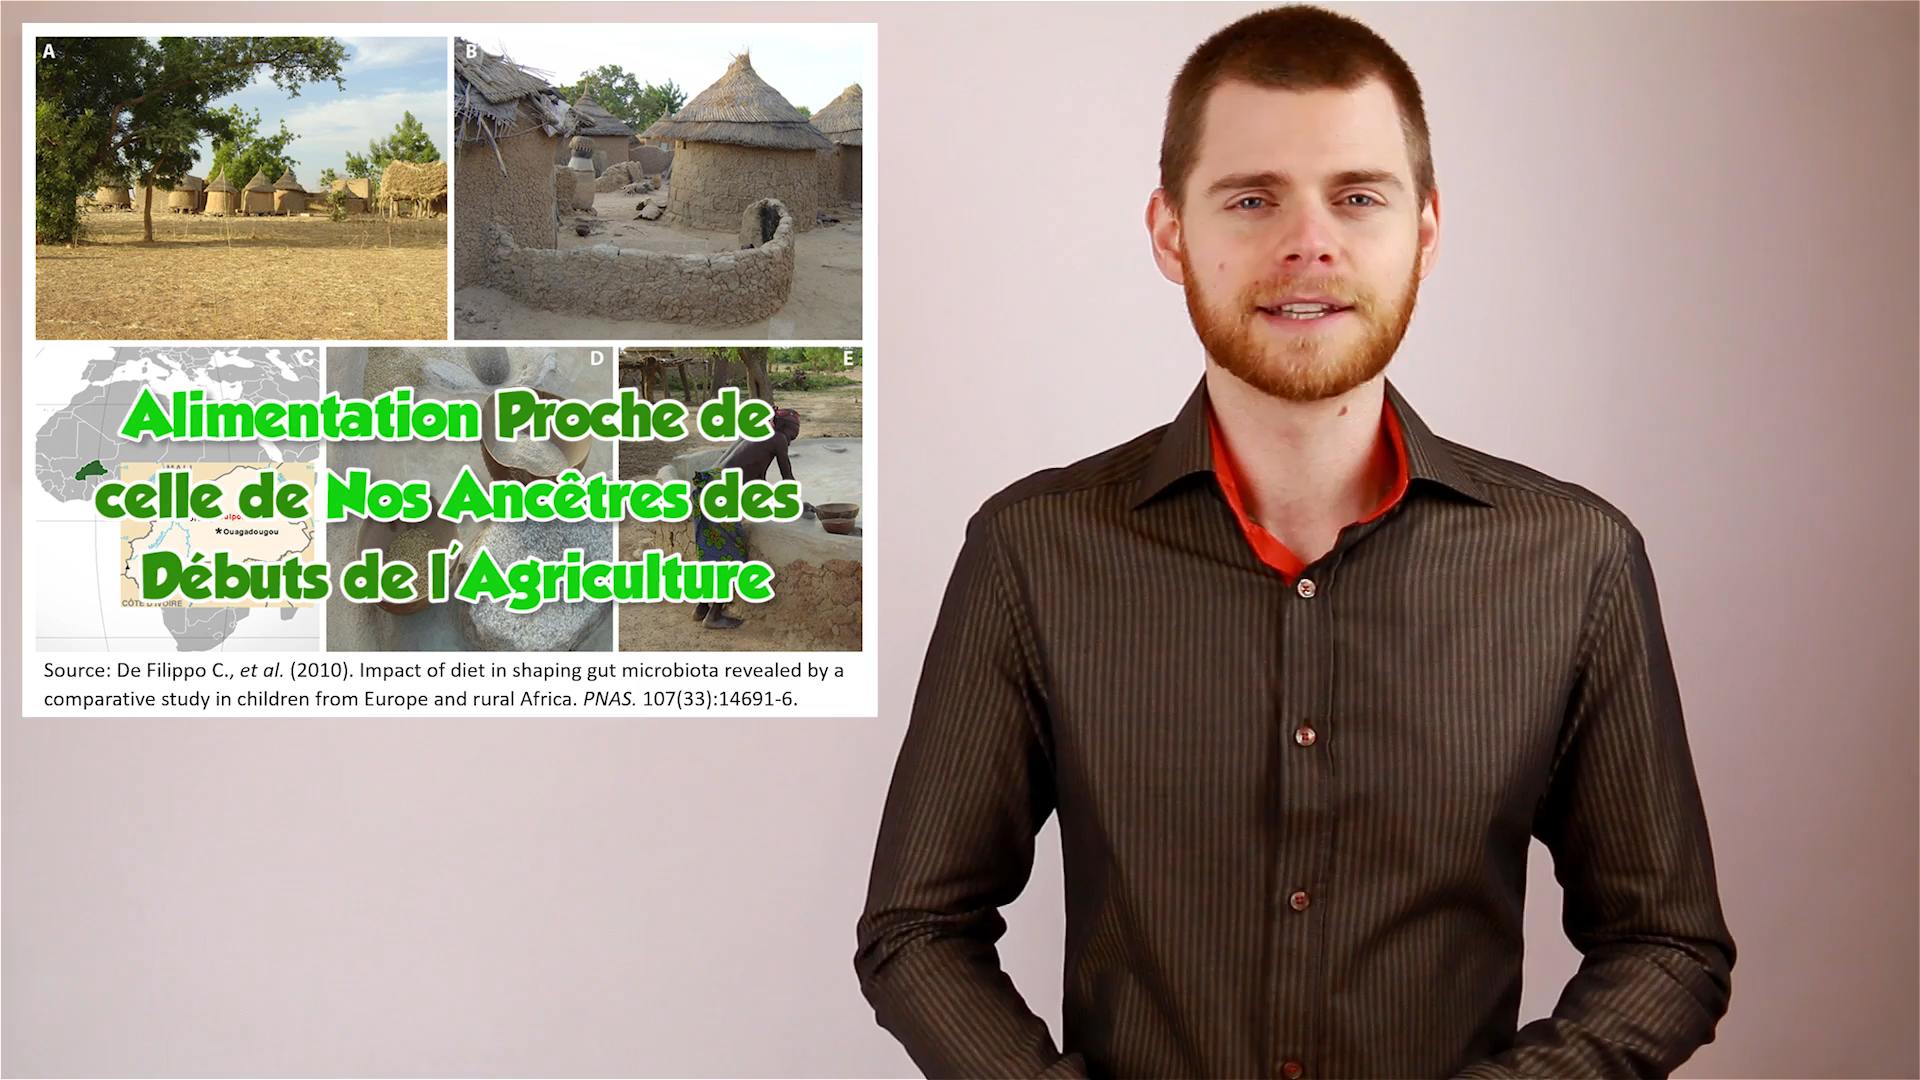 A
B
C
D
E
Alimentation Proche de
celle de Nos Ancêtres des
Débuts de l'Agriculture
MALI
Ouagadougou
CÔTE D'IVOIRE
Source: De Filippo C., et al. (2010). Impact of diet in shaping gut microbiota revealed by a
comparative study in children from Europe and rural Africa. PNAS. 107(33):14691-6.